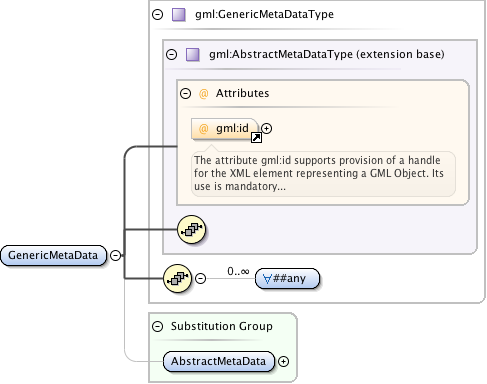 gml:GenericMetaDataType
gml:AbstractMetaDataType (extension base)
@ Attributes
@ gml:id
The attribute gml:id supports provision of a handle
for the XML element representing a GML Object. Its
use is mandatory...
GenericMetaData
0..∞
∀##any
Substitution Group
AbstractMetaData